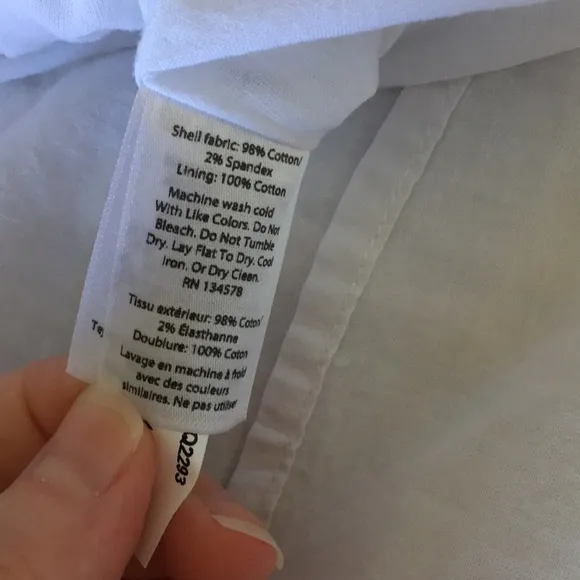 Shell fabric: 98% Cotton/
2% Spandex
Lining: 100% Cotton
Machine wash cold
With Like Colors. Do Not
Bleach. Do Not Tumble
Dry. Lay Flat To Dry. Cool
Iron. Or Dry Clean.
RN 134578
Tissu extérieur: 98% Coton/
2% Élasthanne
Doublure: 100% Coton
Lavage en machine à froid
avec des couleurs
similaires. Ne pas utiliser
Q2293